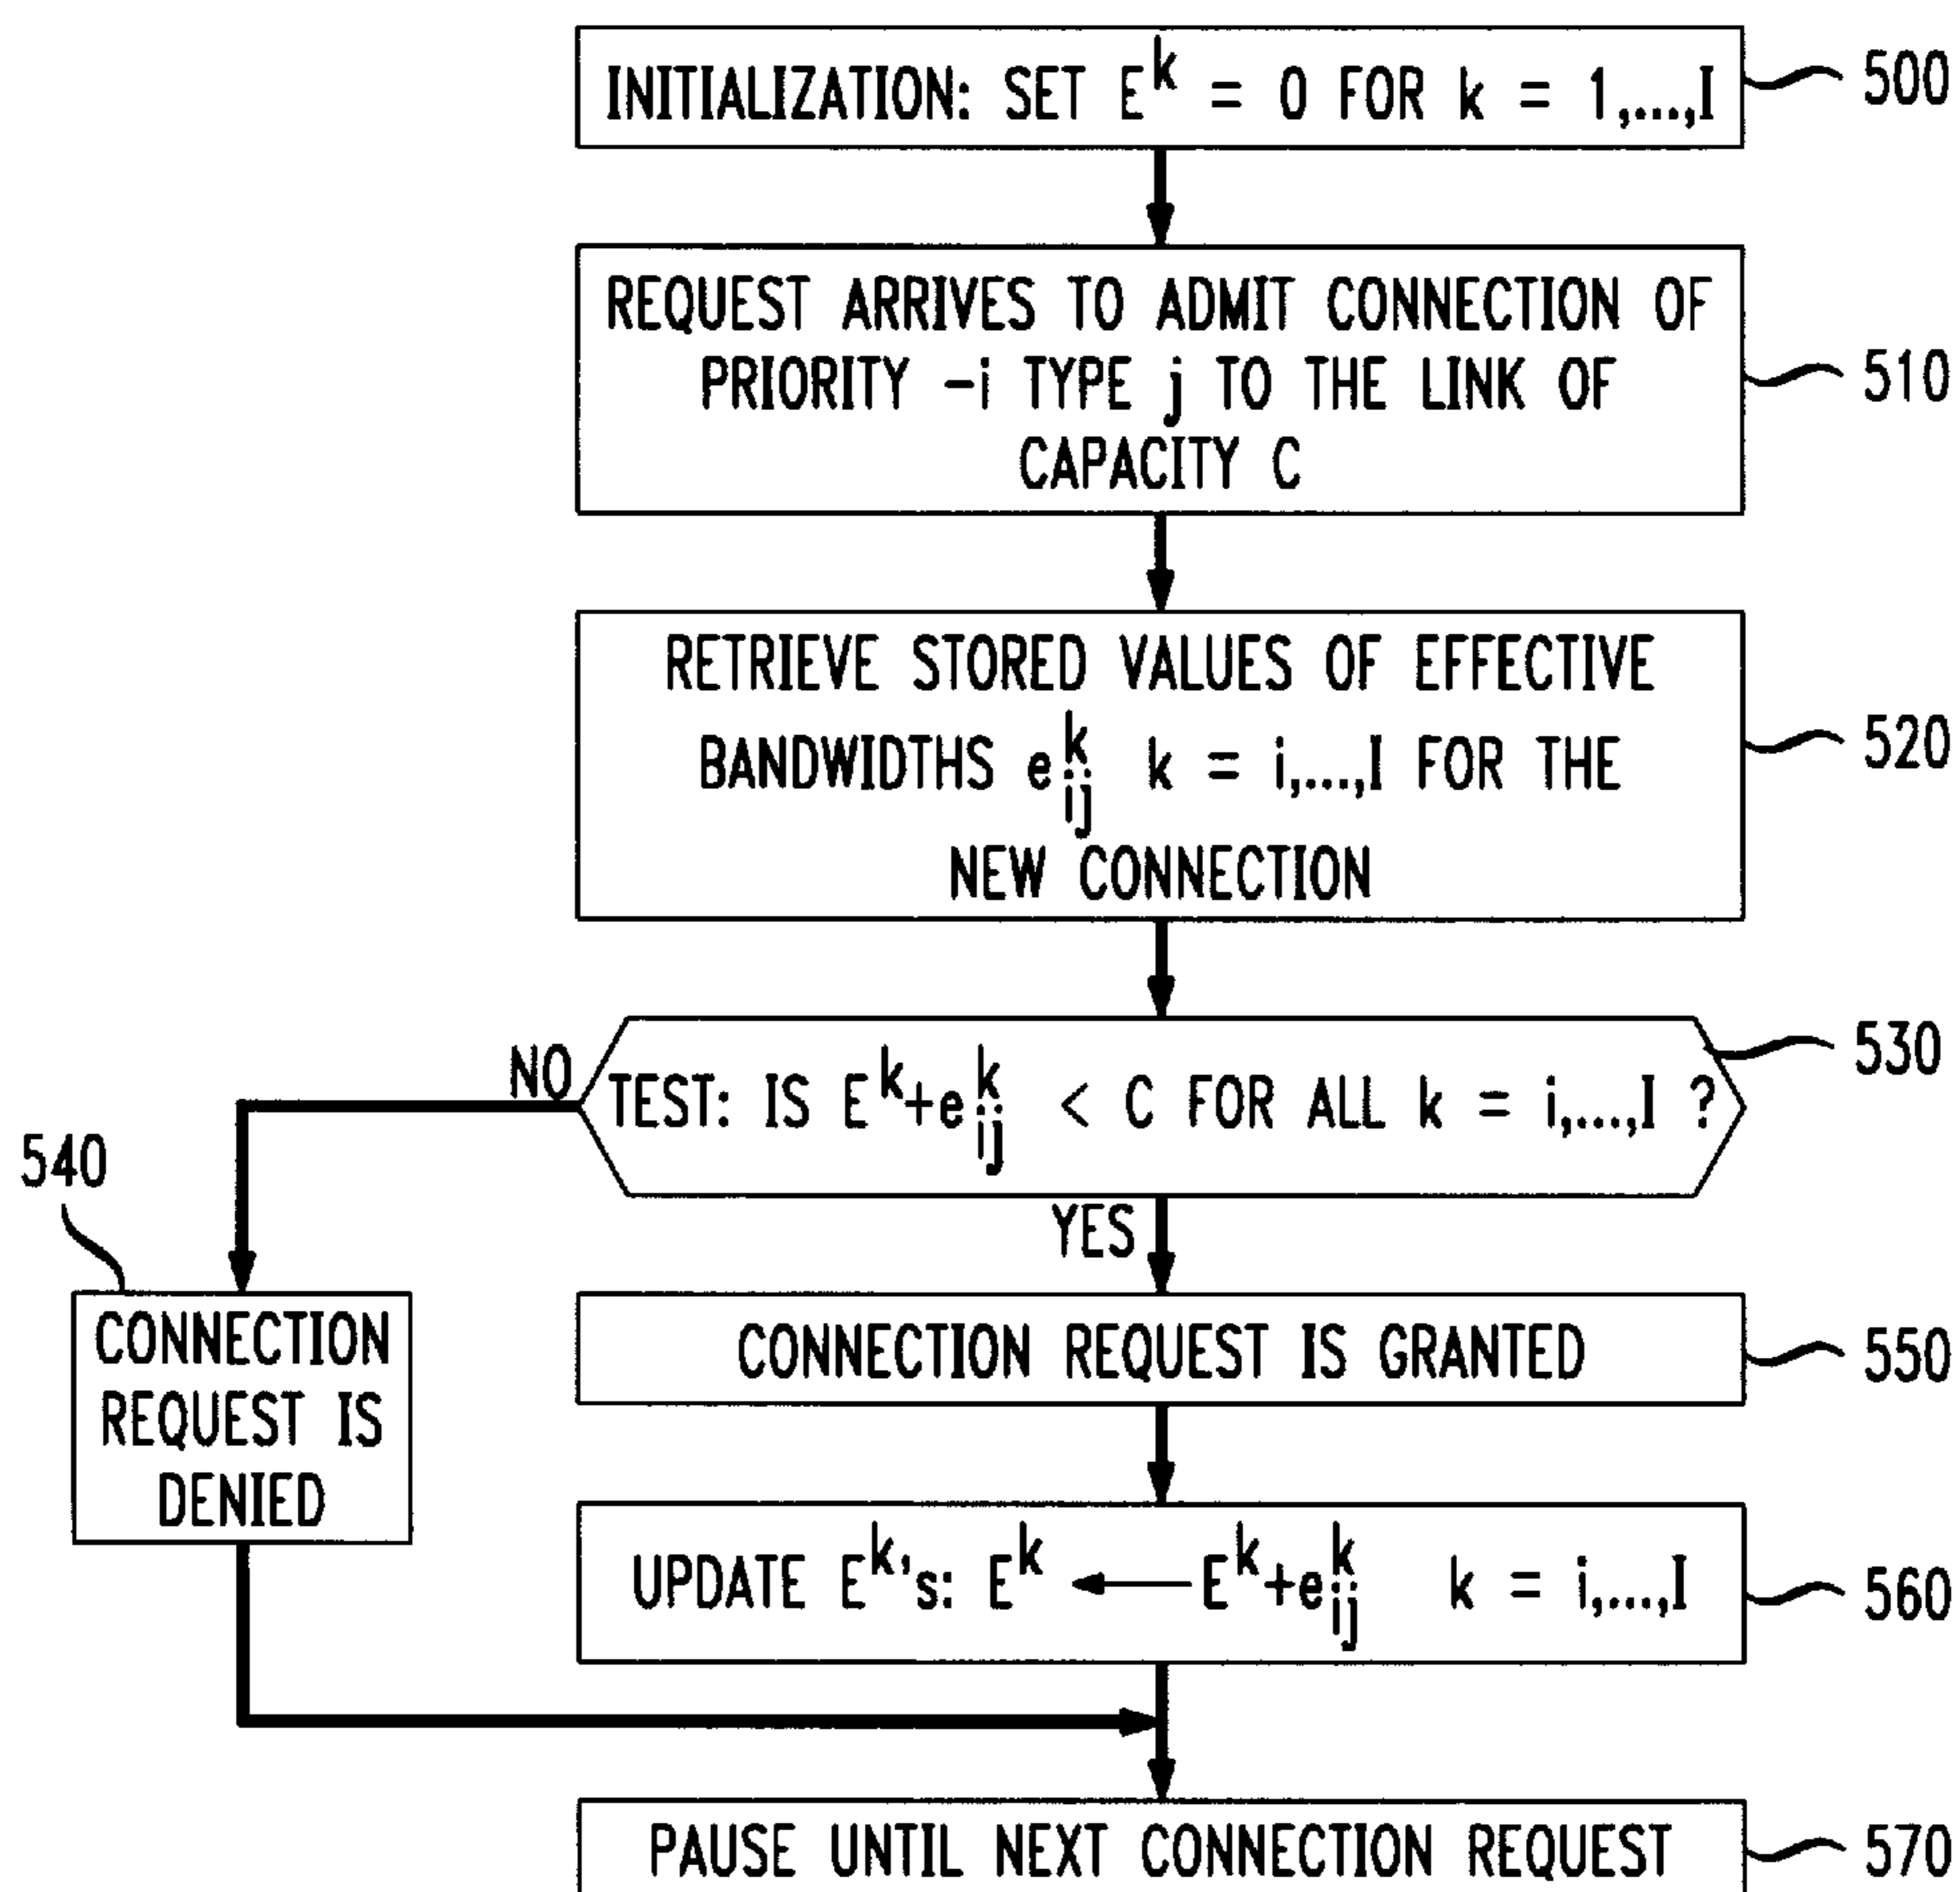 INITIALIZATION: SET E^k = 0 FOR k = 1,...,I
500
REQUEST ARRIVES TO ADMIT CONNECTION OF
PRIORITY -i TYPE j TO THE LINK OF
CAPACITY C
510
RETRIEVE STORED VALUES OF EFFECTIVE
BANDWIDTHS e^k_ij k = i,...,I FOR THE
NEW CONNECTION
520
NO
TEST: IS E^k+e^k_ij < C FOR ALL k = i,...,I ?
530
540
YES
CONNECTION
REQUEST IS
DENIED
CONNECTION REQUEST IS GRANTED
550
UPDATE E^k's: E^k ← E^k+e^k_ij k = i,...,I
560
PAUSE UNTIL NEXT CONNECTION REQUEST
570